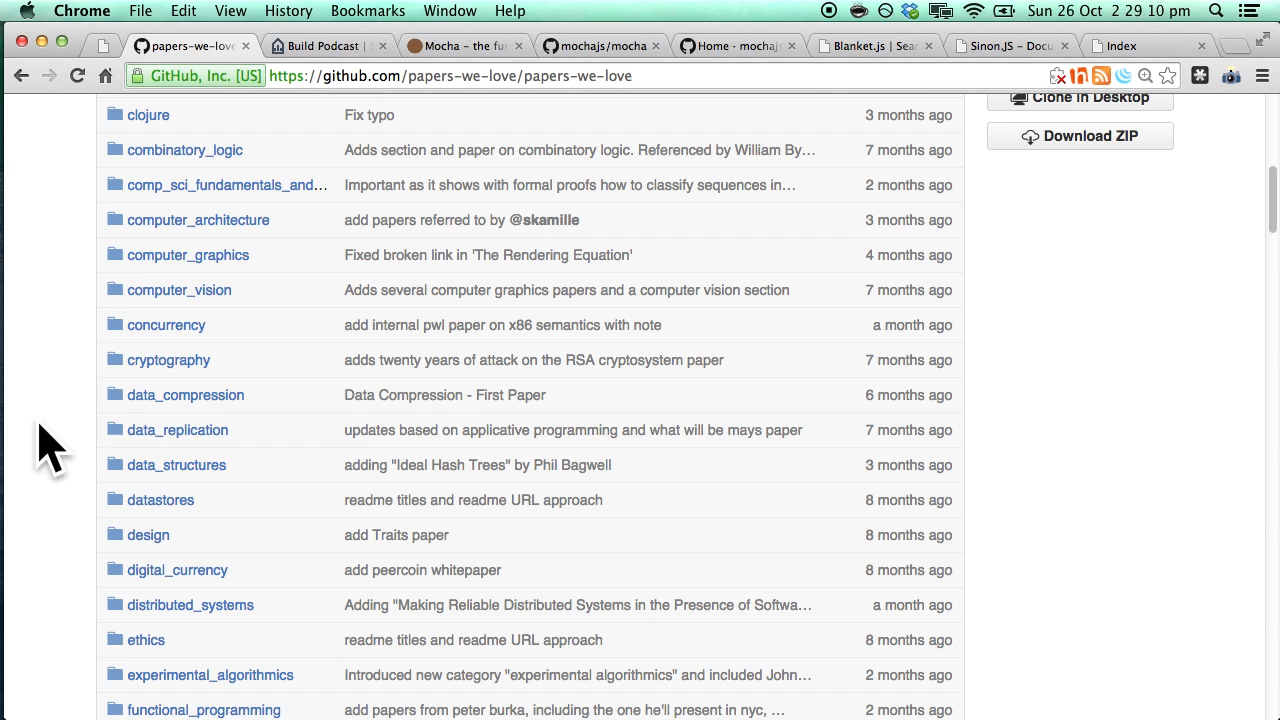 Chrome File Edit View History Bookmarks Window Help Sun 26 Oct 2 29 10 pm
papers-we-love Build Podcast | S Mocha — the fun mochajs/mocha Home · mochajs Blanket.js | Sear Sinon.JS - Docu Index
GitHub, Inc. [US] https://github.com/papers-we-love/papers-we-love
clojure Fix typo 3 months ago
Clone in Desktop
Download ZIP
combinatory_logic Adds section and paper on combinatory logic. Referenced by William By… 7 months ago
comp_sci_fundamentals_and… Important as it shows with formal proofs how to classify sequences in… 2 months ago
computer_architecture add papers referred to by @skamille 3 months ago
computer_graphics Fixed broken link in 'The Rendering Equation' 4 months ago
computer_vision Adds several computer graphics papers and a computer vision section 7 months ago
concurrency add internal pwl paper on x86 semantics with note a month ago
cryptography adds twenty years of attack on the RSA cryptosystem paper 7 months ago
data_compression Data Compression - First Paper 6 months ago
data_replication updates based on applicative programming and what will be mays paper 7 months ago
data_structures adding "Ideal Hash Trees" by Phil Bagwell 3 months ago
datastores readme titles and readme URL approach 8 months ago
design add Traits paper 8 months ago
digital_currency add peercoin whitepaper 8 months ago
distributed_systems Adding "Making Reliable Distributed Systems in the Presence of Softwa… a month ago
ethics readme titles and readme URL approach 8 months ago
experimental_algorithmics Introduced new category "experimental algorithmics" and included John… 2 months ago
functional_programming add papers from peter burka, including the one he'll present in nyc, … 2 months ago